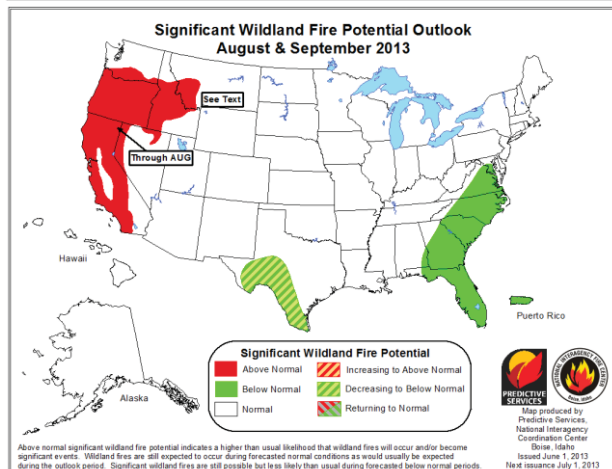 Significant Wildland Fire Potential Outlook
August & September 2013
See Text
Through AUG
Hawaii
Puerto Rico
Alaska
Significant Wildland Fire Potential
Above Normal
Increasing to Above Normal
Below Normal
Decreasing to Below Normal
Normal
Returning to Normal
PREDICTIVE
SERVICES
NATIONAL INTERAGENCY FIRE CENTER
Boise, Idaho
Map produced by
Predictive Services,
National Interagency
Coordination Center
Boise, Idaho
Issued June 1, 2013
Next issuance July 1, 2013
Above normal significant wildland fire potential indicates a higher than usual likelihood that wildland fires will occur and/or become
significant events. Wildland fires are still expected to occur during forecasted normal conditions as would usually be expected
during the outlook period. Significant wildland fires are still possible but less likely than usual during forecasted below normal periods.